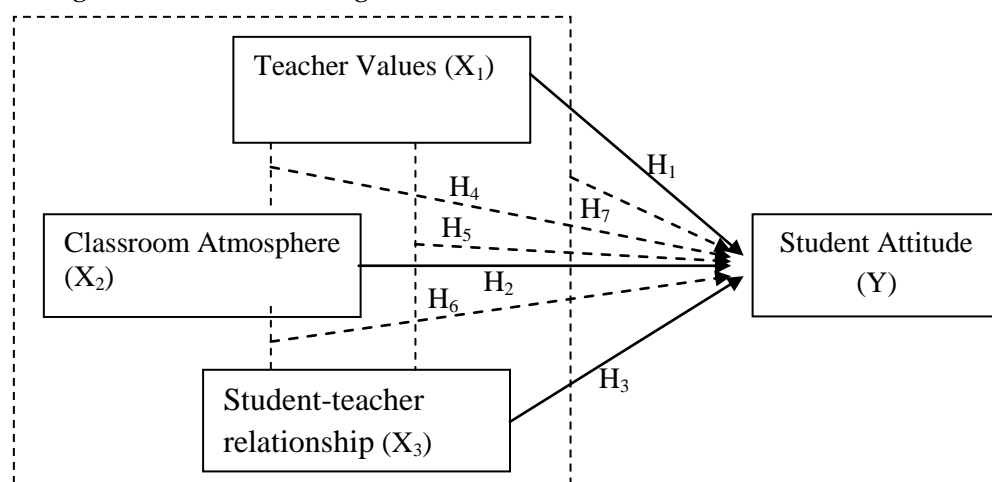 Teacher Values (X₁)
H₁
H₄
H₇
Classroom Atmosphere
(X₂)
H₅
H₂
Student Attitude
(Y)
H₆
H₃
Student-teacher
relationship (X₃)